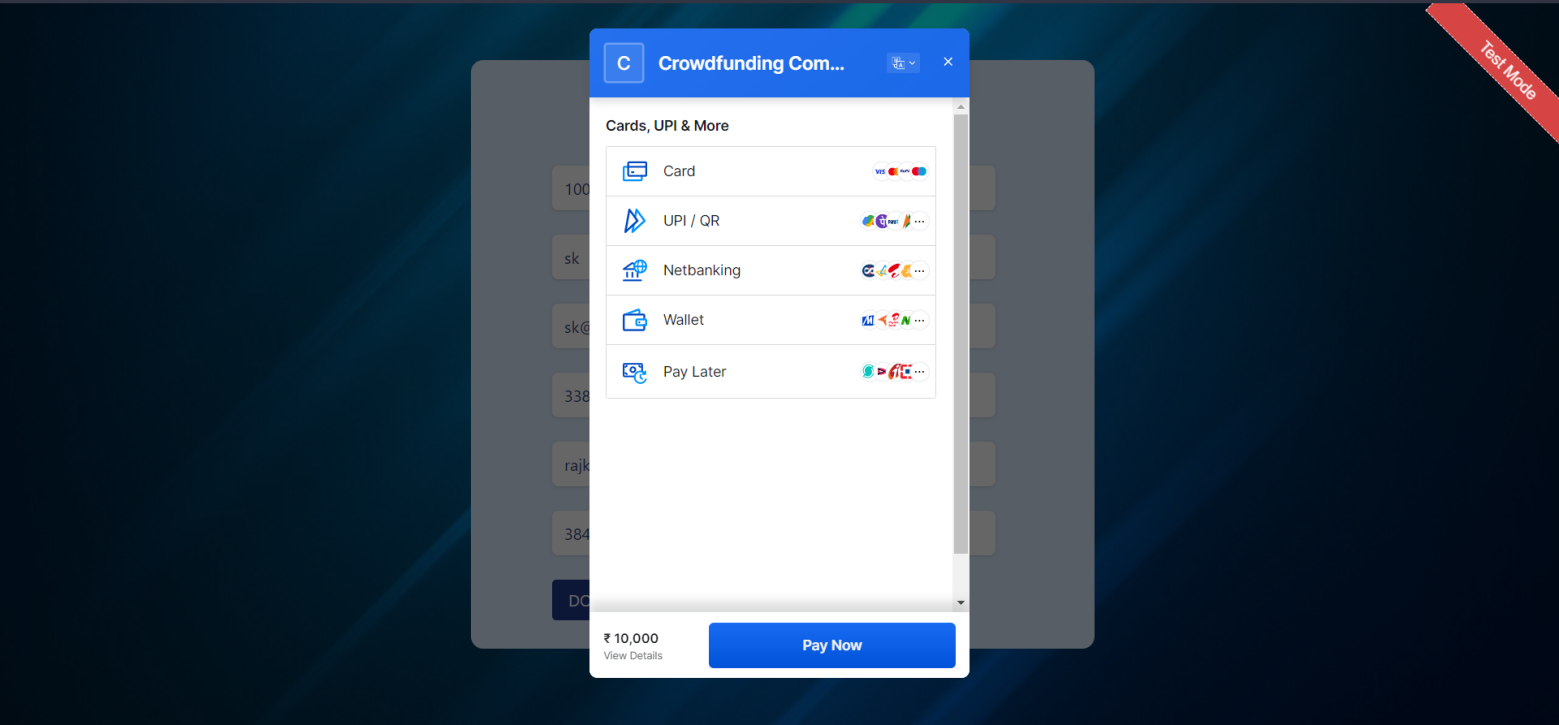 Test Mode
C
Crowdfunding Com...
Cards, UPI & More
Card
VISA
UPI / QR
Netbanking
Wallet
Pay Later
₹ 10,000
View Details
Pay Now
100
sk
sk@
338
rajk
384
DO